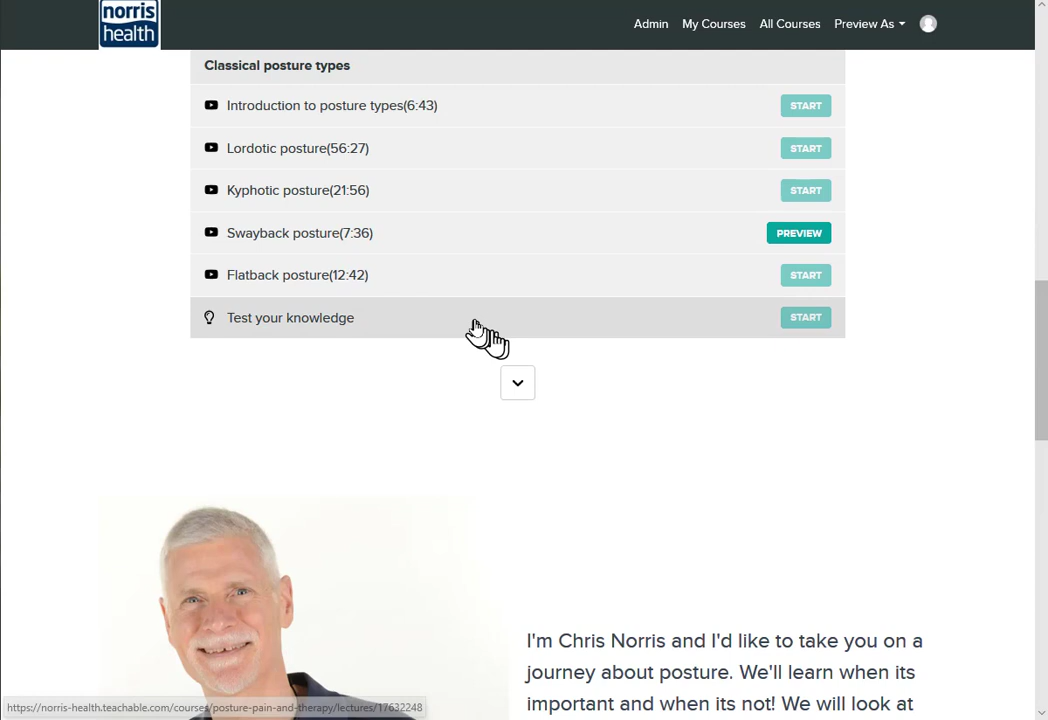 norris
health
Admin My Courses All Courses Preview As
Classical posture types
Introduction to posture types(6:43) START
Lordotic posture(56:27) START
Kyphotic posture(21:56) START
Swayback posture(7:36) PREVIEW
Flatback posture(12:42) START
Test your knowledge START
I'm Chris Norris and I'd like to take you on a
journey about posture. We'll learn when its
important and when its not! We will look at
https://norris-health.teachable.com/courses/posture-pain-and-therapy/lectures/17632248